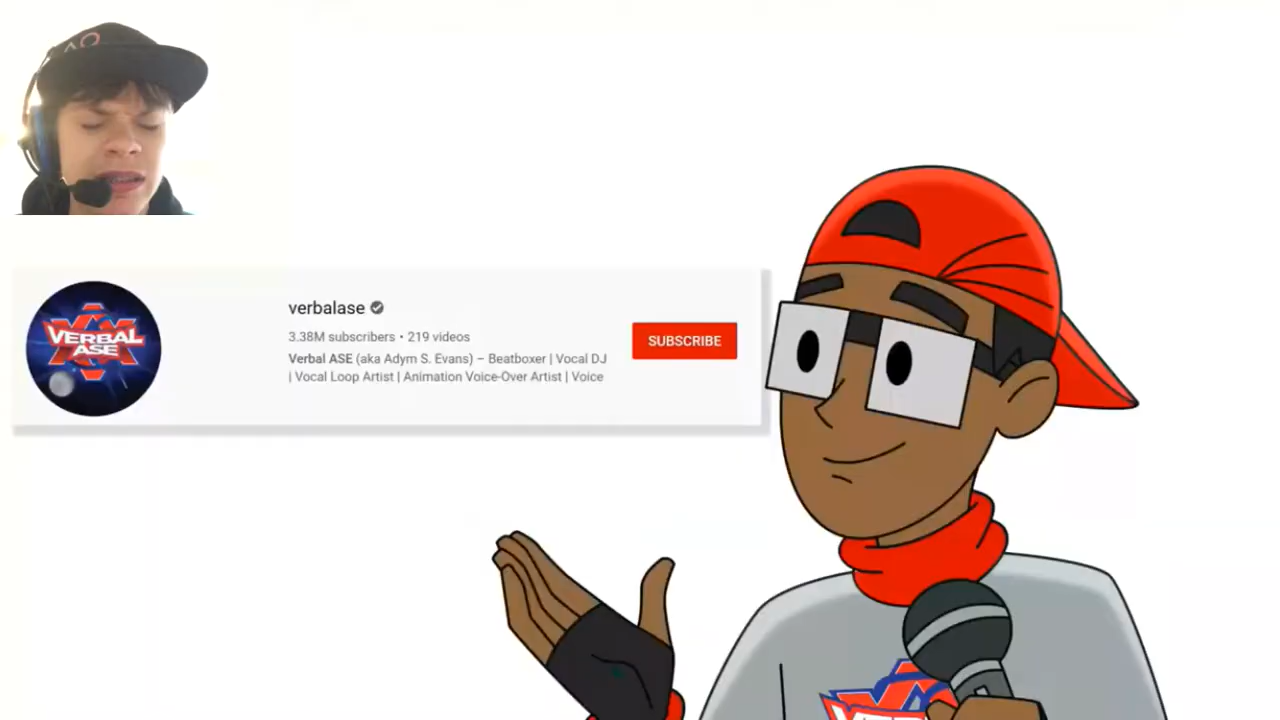 verbalase
3.38M subscribers • 219 videos
SUBSCRIBE
Verbal ASE (aka Adym S. Evans) – Beatboxer | Vocal DJ
| Vocal Loop Artist | Animation Voice-Over Artist | Voice
VERBAL
ASE